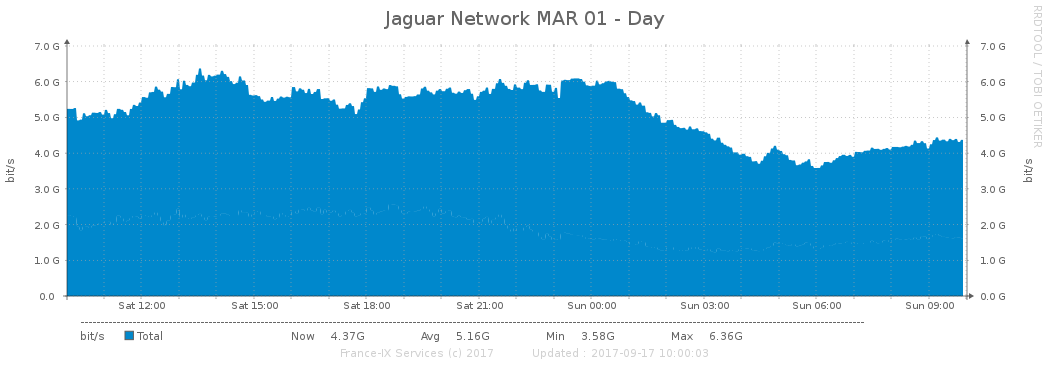 Jaguar Network MAR 01 - Day
RRDTOOL / TOBI OETIKER
7.0 G 7.0 G
6.0 G 6.0 G
5.0 G 5.0 G
4.0 G 4.0 G
3.0 G 3.0 G
2.0 G 2.0 G
1.0 G 1.0 G
0.0 0.0 G
bit/s
bit/s
Sat 12:00 Sat 15:00 Sat 18:00 Sat 21:00 Sun 00:00 Sun 03:00 Sun 06:00 Sun 09:00
bit/s Total Now 4.37G Avg 5.16G Min 3.58G Max 6.36G
France-IX Services (c) 2017 Updated : 2017-09-17 10:00:03